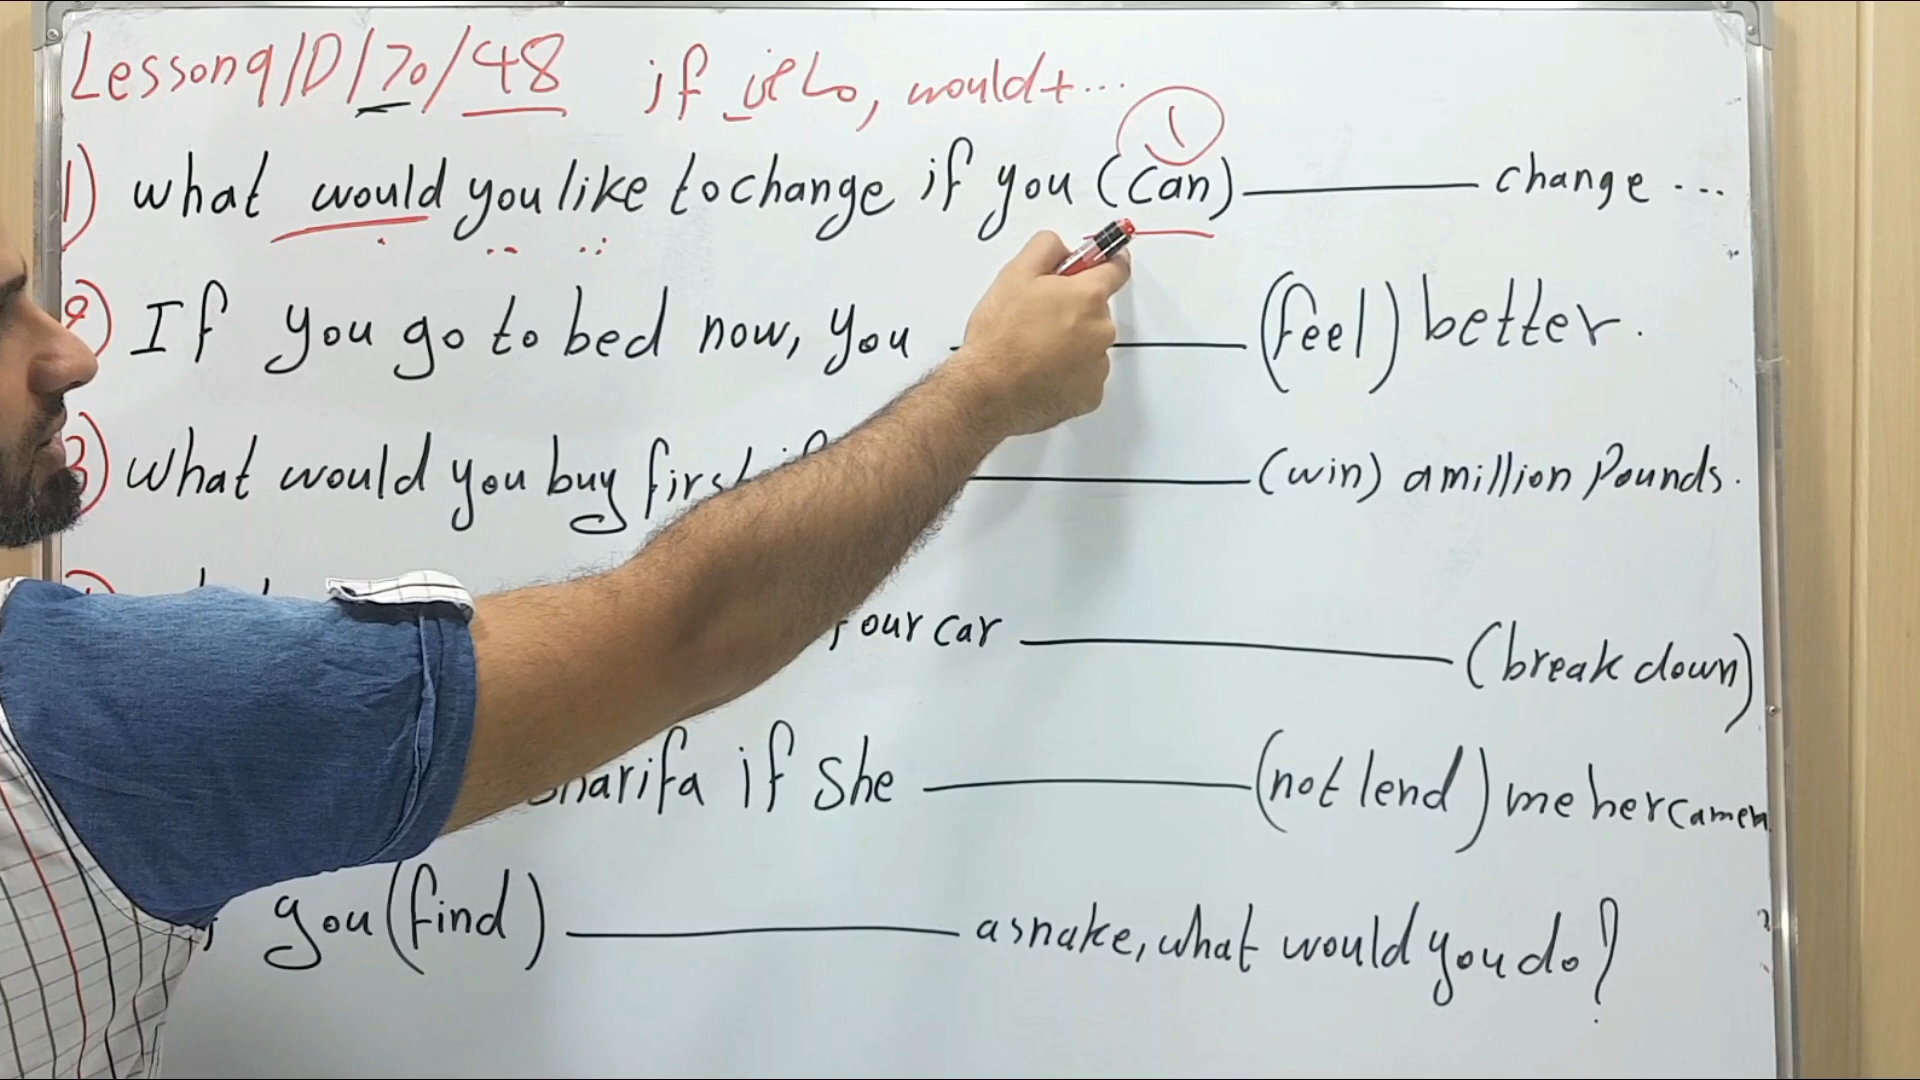 Lesson 9/D/70/48 if ماضي, would+...
1) what would you like to change if you (can) ______ change ...
2) If you go to bed now, you ______ (feel) better.
3) what would you buy first if ______ (win) a million Pounds.
our car ______ (break down)
sharifa if she ______ (not lend) me her camera
you (find) ______ a snake, what would you do?